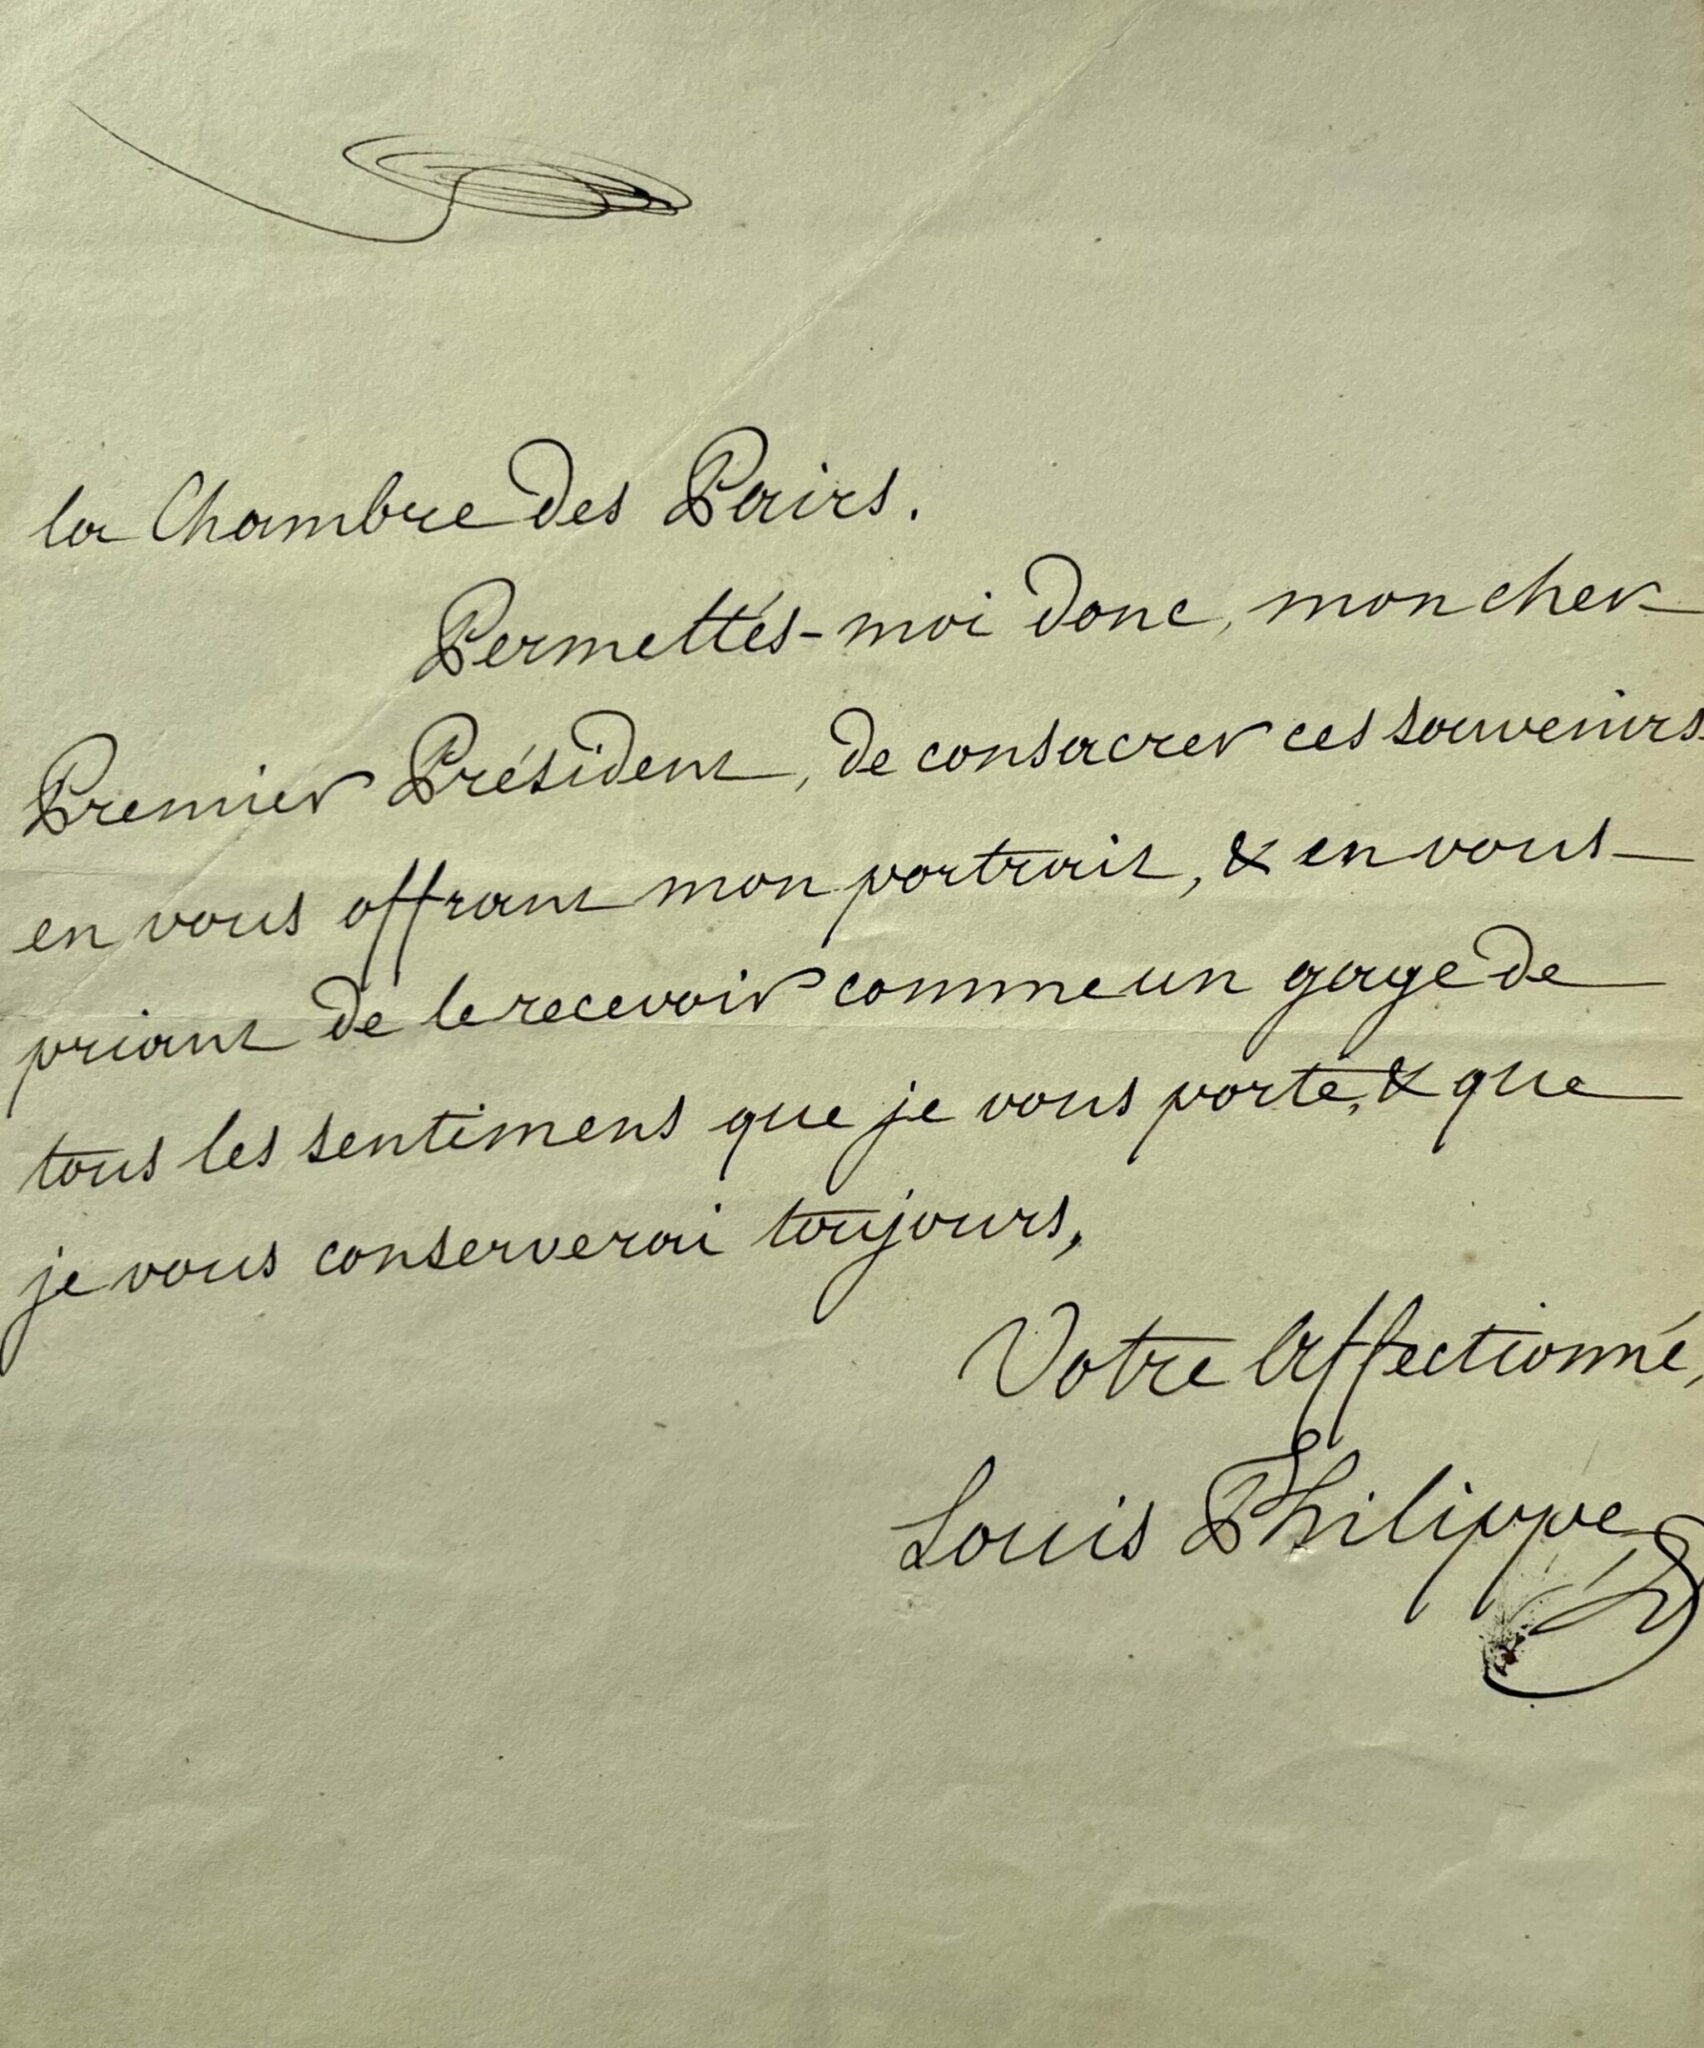 la Chambre des Pairs.
Permettés-moi donc, mon cher
Premier Président, de consacrer ces souvenirs
en vous offrant mon portrait, & en vous
priant de le recevoir comme un gage de
tous les sentimens que je vous porte, & que
je vous conserverai toujours,
Votre Affectionné,
Louis Philippe